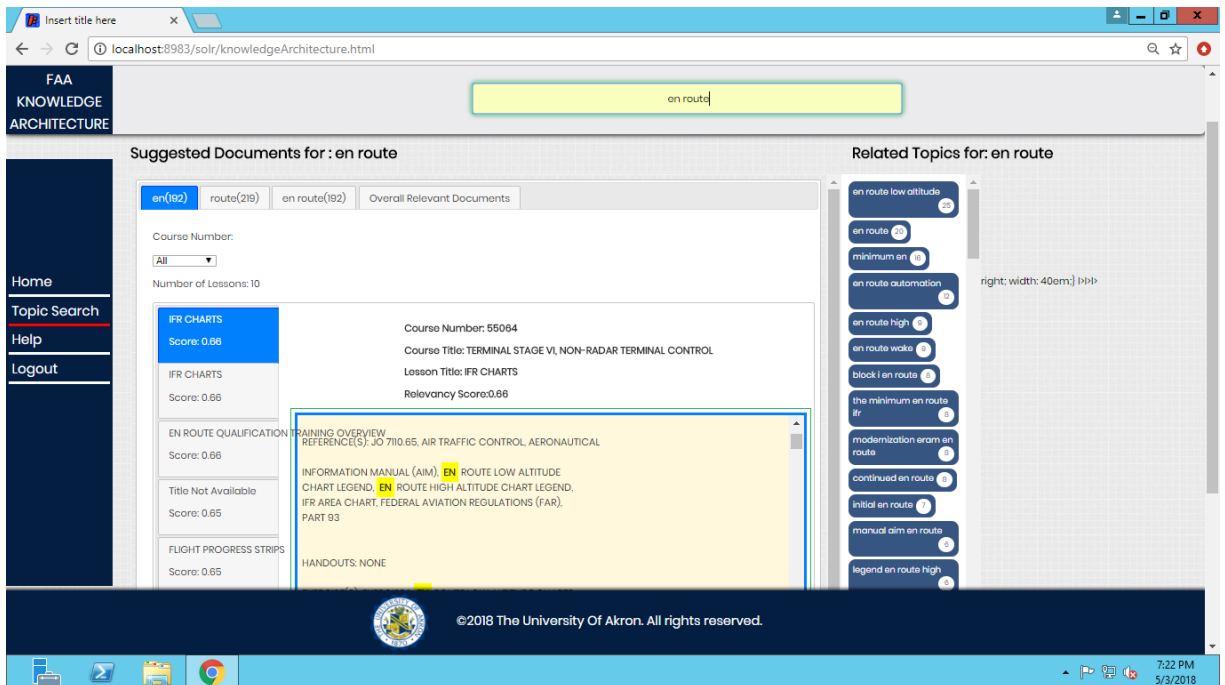 Insert title here
localhost:8983/solr/knowledgeArchitecture.html
FAA
KNOWLEDGE
ARCHITECTURE
en route
Suggested Documents for : en route
Related Topics for: en route
en(192)
route(219)
en route(192)
Overall Relevant Documents
Course Number:
All
Number of Lessons: 10
Home
Topic Search
Help
Logout
IFR CHARTS
Score: 0.66
IFR CHARTS
Score: 0.66
EN ROUTE QUALIFICATION TRAINING OVERVIEW
Score: 0.66
Title Not Available
Score: 0.65
FLIGHT PROGRESS STRIPS
Score: 0.65
Course Number: 55064
Course Title: TERMINAL STAGE VI, NON-RADAR TERMINAL CONTROL
Lesson Title: IFR CHARTS
Relevancy Score:0.66
REFERENCE(S): JO 7110.65, AIR TRAFFIC CONTROL, AERONAUTICAL
INFORMATION MANUAL (AIM), EN ROUTE LOW ALTITUDE
CHART LEGEND, EN ROUTE HIGH ALTITUDE CHART LEGEND,
IFR AREA CHART, FEDERAL AVIATION REGULATIONS (FAR),
PART 93
HANDOUTS: NONE
en route low altitude
25
en route 20
minimum en 16
en route automation
12
en route high 9
en route wake 9
block i en route 8
the minimum en route
ifr 8
modernization eram en
route 8
continued en route 8
initial en route 7
manual aim en route
6
legend en route high
6
right; width: 40em;}
©2018 The University Of Akron. All rights reserved.
7:22 PM
5/3/2018